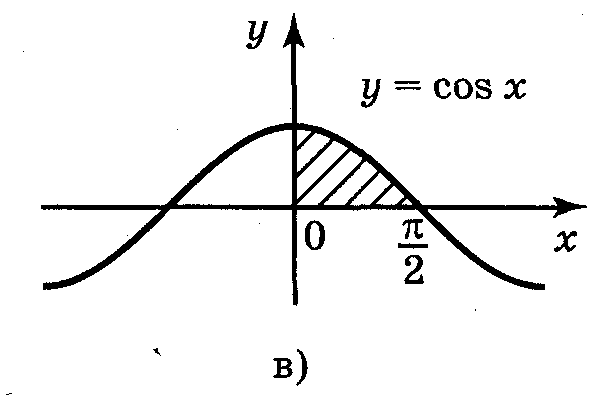 y
y = cos x
0
π/2
x
в)